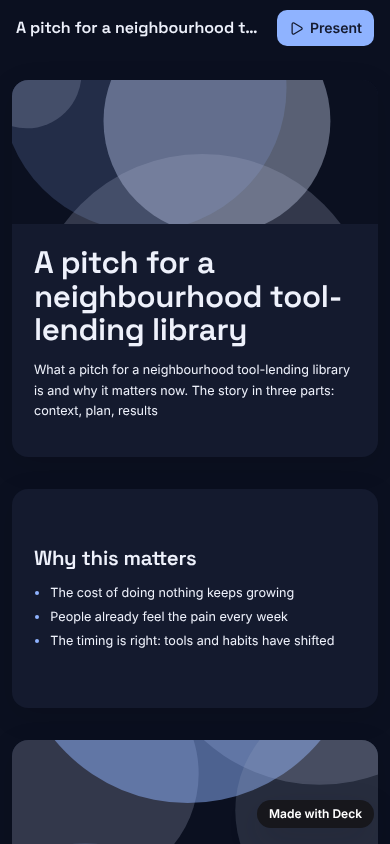 A pitch for a neighbourhood t...
Present
A pitch for a
neighbourhood tool-
lending library
What a pitch for a neighbourhood tool-lending library
is and why it matters now. The story in three parts:
context, plan, results
Why this matters
• The cost of doing nothing keeps growing
• People already feel the pain every week
• The timing is right: tools and habits have shifted
Made with Deck